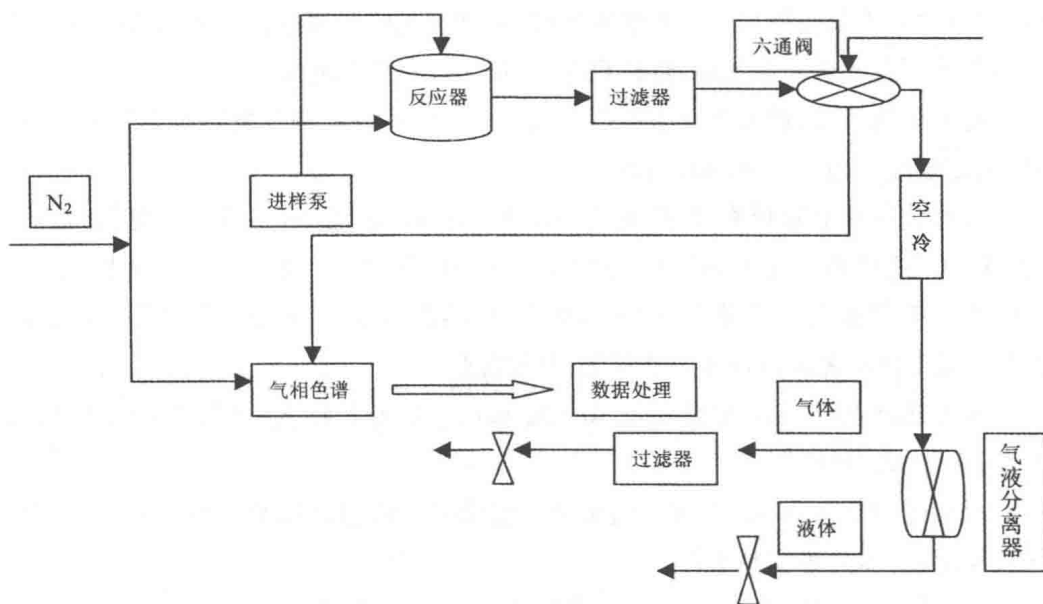 六通阀
反应器
过滤器
N₂
进样泵
空冷
气相色谱
数据处理
气体
过滤器
气液分离器
液体